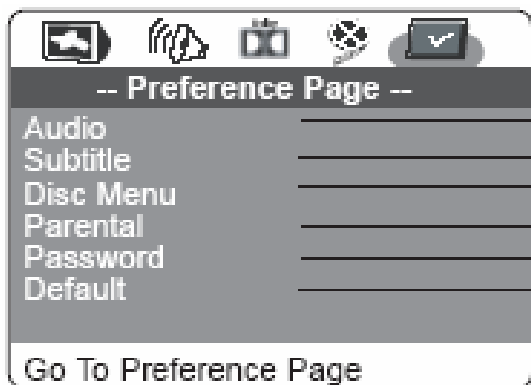 -- Preference Page --
Audio
Subtitle
Disc Menu
Parental
Password
Default
Go To Preference Page